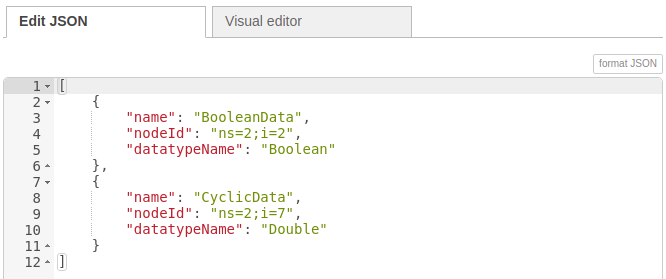 Edit JSON Visual editor
format JSON
1 [
2 {
3 "name": "BooleanData",
4 "nodeId": "ns=2;i=2",
5 "datatypeName": "Boolean"
6 },
7 {
8 "name": "CyclicData",
9 "nodeId": "ns=2;i=7",
10 "datatypeName": "Double"
11 }
12 ]